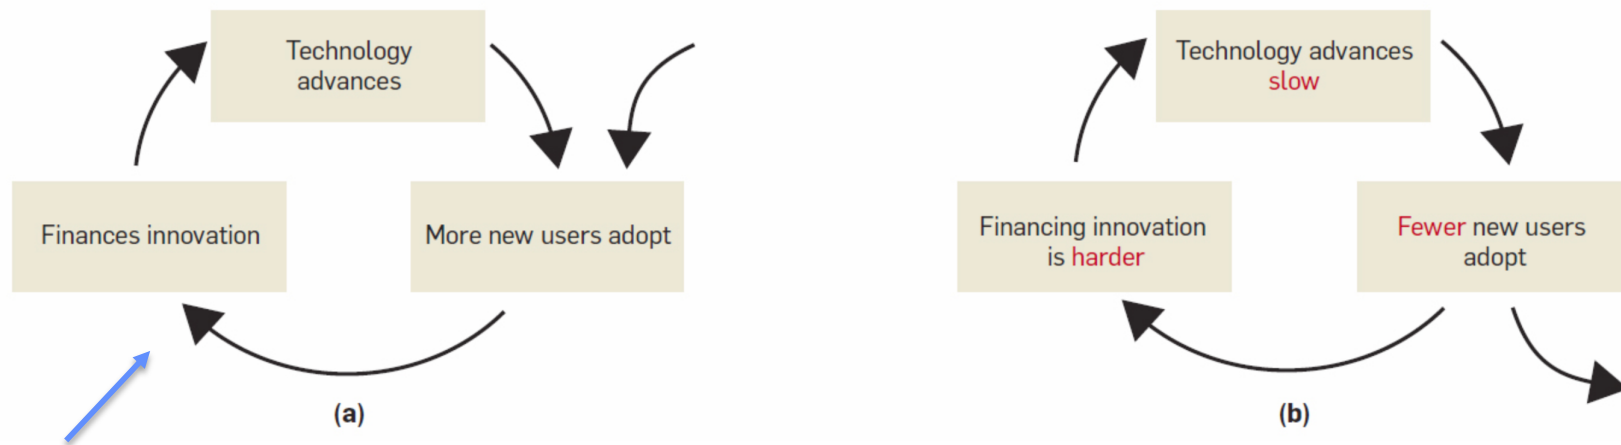 Technology
advances
Finances innovation
More new users adopt
(a)
Technology advances
slow
Financing innovation
is harder
Fewer new users
adopt
(b)